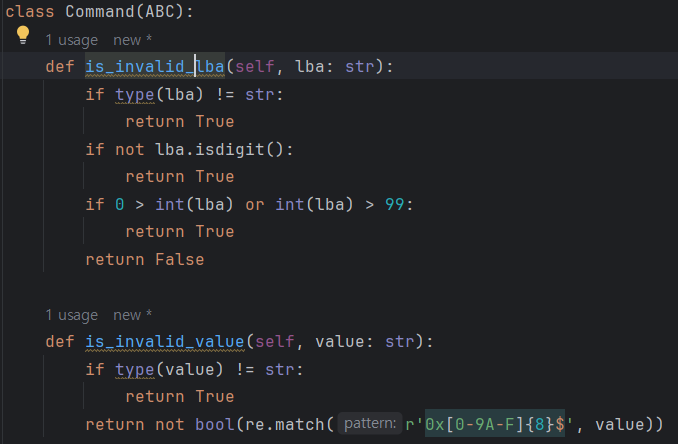 class Command(ABC):
1 usage   new *
    def is_invalid_lba(self, lba: str):
        if type(lba) != str:
            return True
        if not lba.isdigit():
            return True
        if 0 > int(lba) or int(lba) > 99:
            return True
        return False
1 usage   new *
    def is_invalid_value(self, value: str):
        if type(value) != str:
            return True
        return not bool(re.match( pattern: r'0x[0-9A-F]{8}$', value))